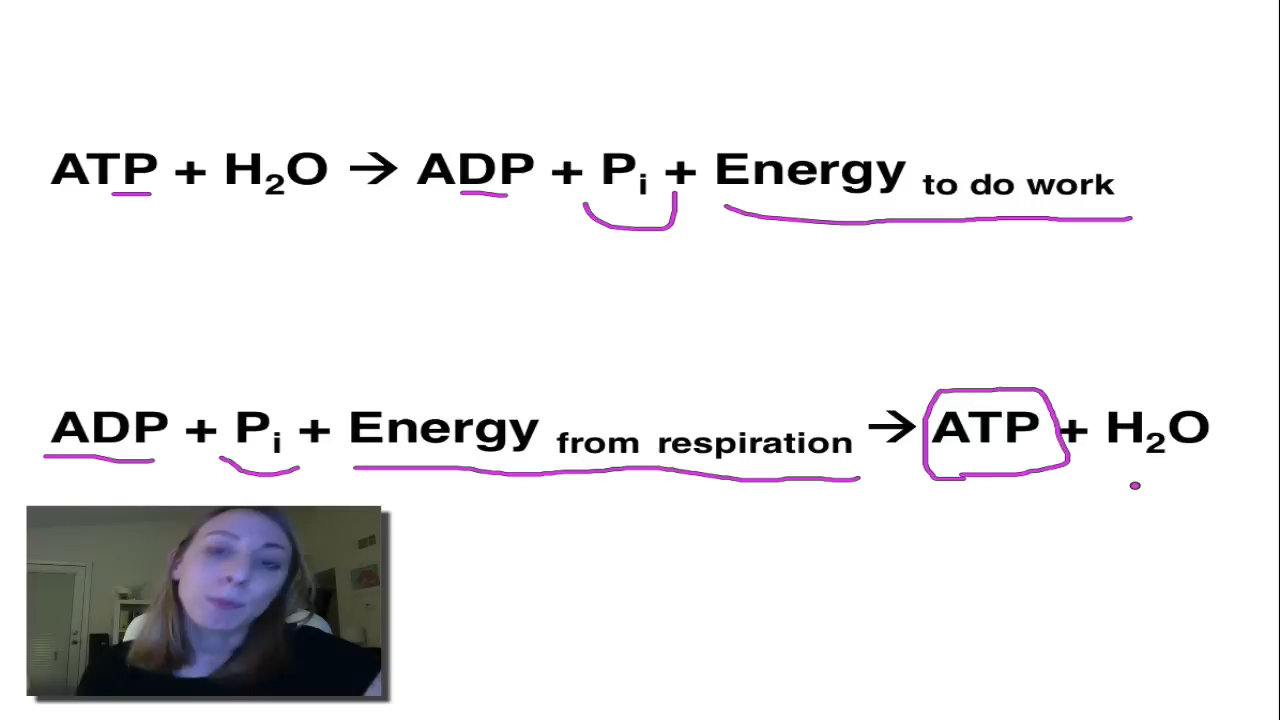 ATP + H₂O → ADP + Pᵢ + Energy to do work
ADP + Pᵢ + Energy from respiration → ATP + H₂O